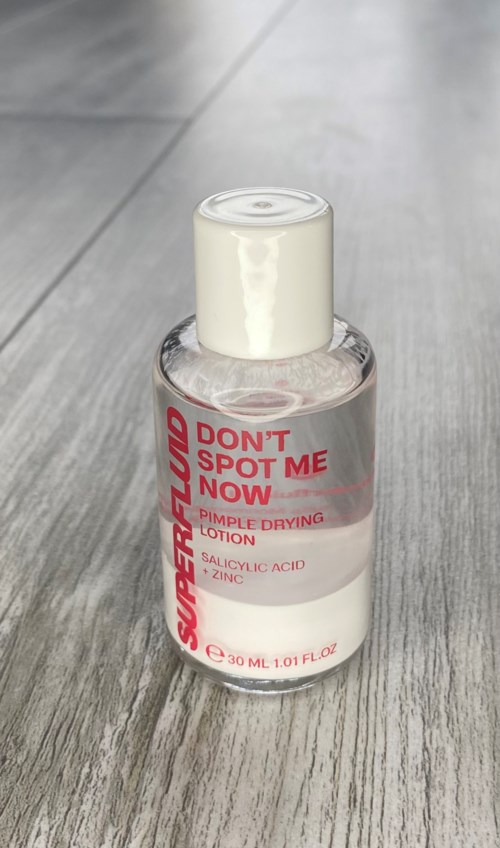 SUPERFLUID
DON'T
SPOT ME
NOW
PIMPLE DRYING
LOTION
SALICYLIC ACID
+ ZINC
℮ 30 ML 1.01 FL.OZ